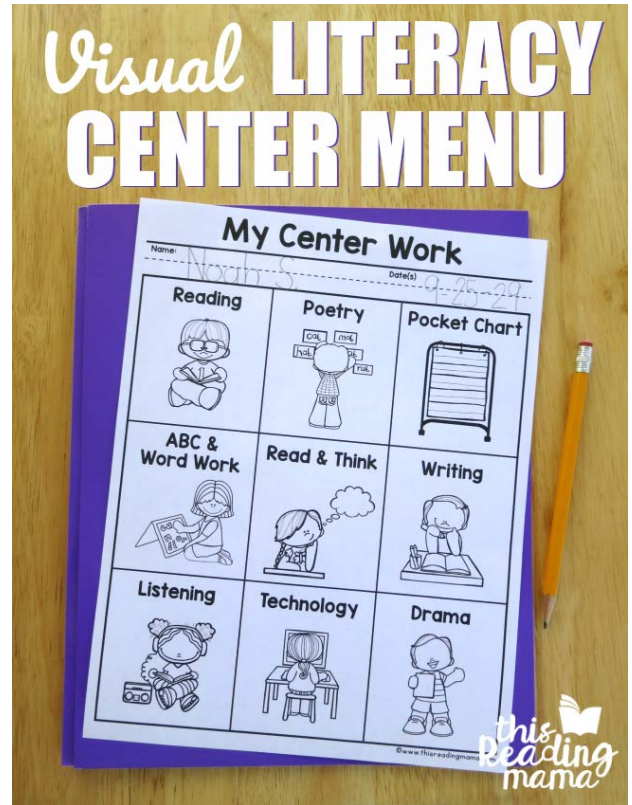 Visual LITERACY
CENTER MENU
My Center Work
Name: Noah S. Date(s) 9-25-29
Reading
Poetry
Pocket Chart
cat mat
hat
rat
ABC &
Word Work
Read & Think
Writing
Listening
Technology
Drama
©www.thisreadingmama
this
Reading
mama